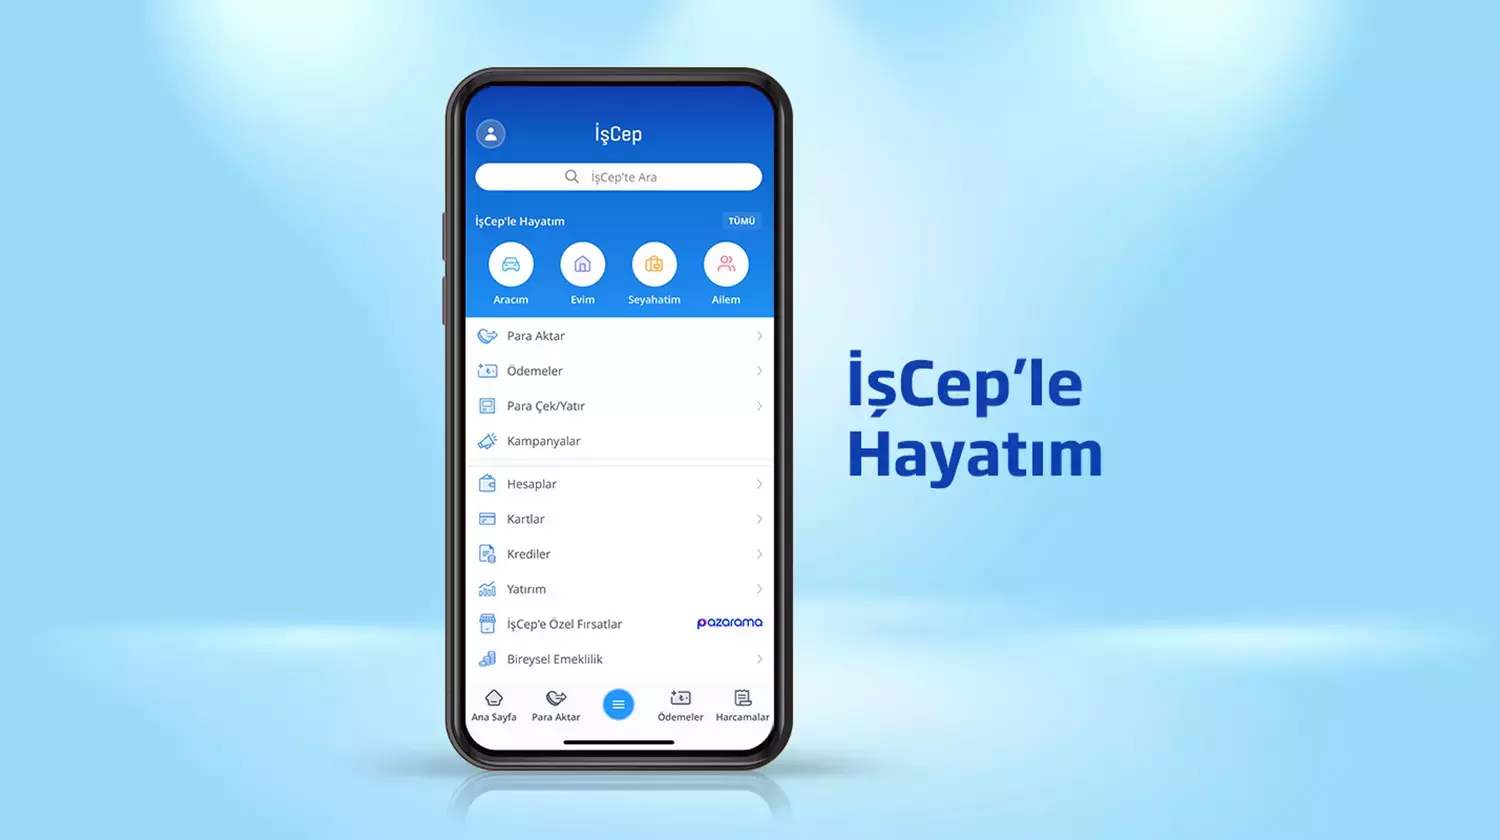 İşCep
İşCep'te Ara
İşCep'le Hayatım
TÜMÜ
Aracım
Evim
Seyahatim
Ailem
Para Aktar
Ödemeler
Para Çek/Yatır
Kampanyalar
Hesaplar
Kartlar
Krediler
Yatırım
İşCep'e Özel Fırsatlar
pazarama
Bireysel Emeklilik
Ana Sayfa
Para Aktar
Ödemeler
Harcamalar
İşCep'le
Hayatım